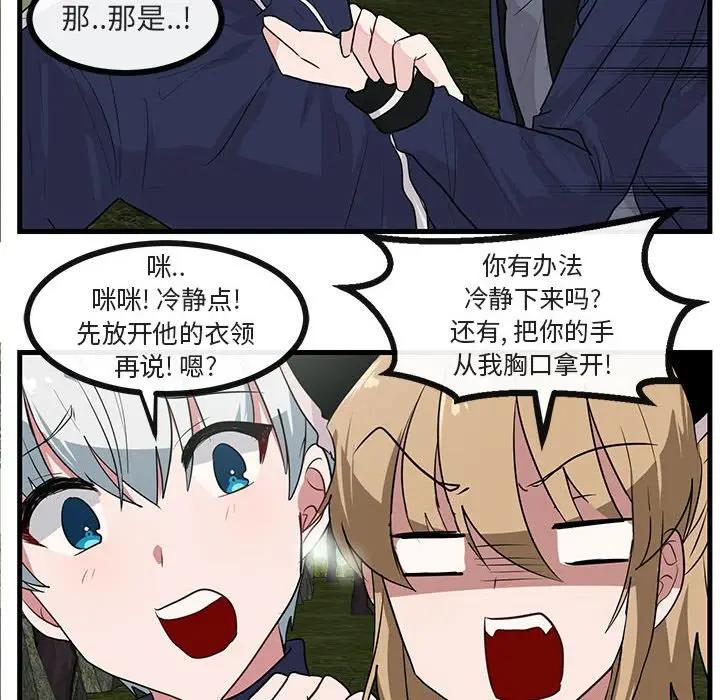 那..那是..!
咪..
咪咪! 冷静点!
先放开他的衣领
再说! 嗯?
你有办法
冷静下来吗?
还有, 把你的手
从我胸口拿开!